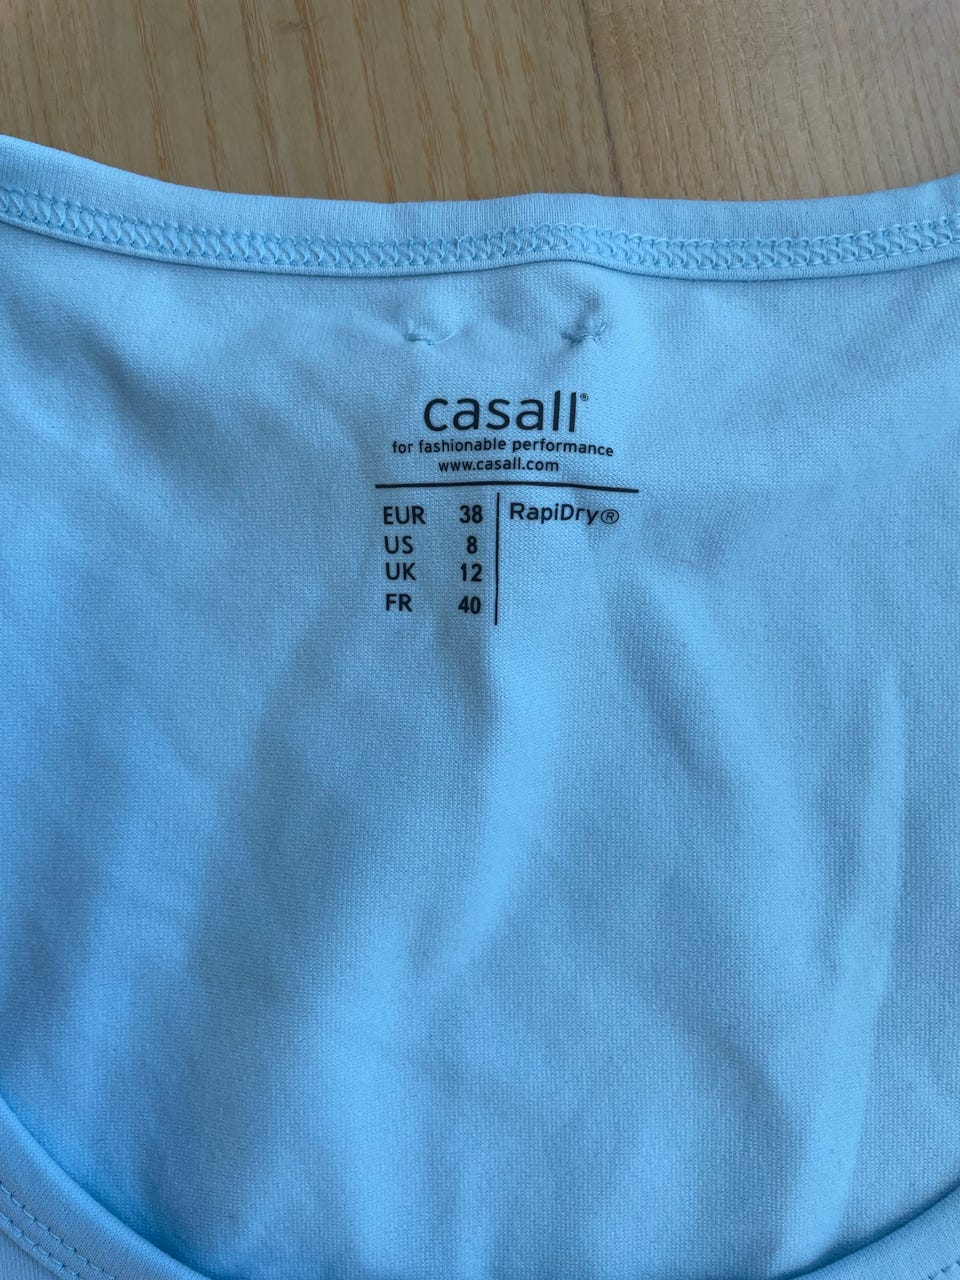 casall®
for fashionable performance
www.casall.com
EUR 38 RapiDry®
US 8
UK 12
FR 40